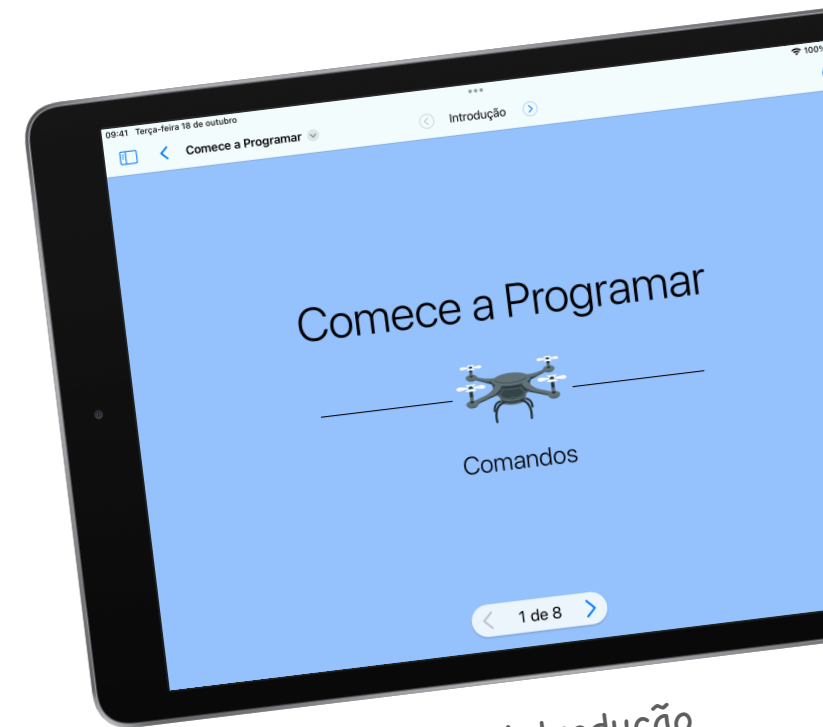 09:41 Terça-feira 18 de outubro
100%
Comece a Programar
Introdução
Comece a Programar
Comandos
1 de 8